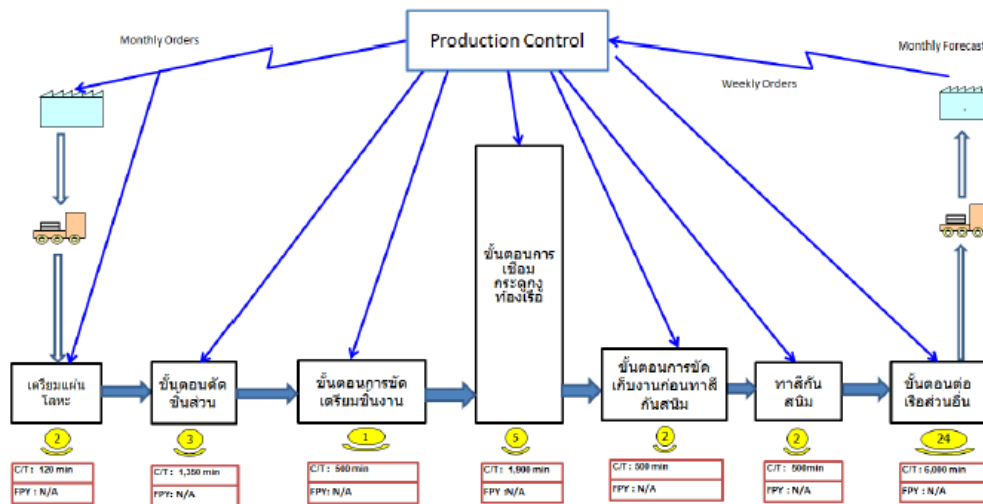 Production Control
Monthly Orders
Monthly Forecast
Weekly Orders
ขั้นตอนการ
เชื่อม
กระดูกงู
ท้องเรือ
เตรียมแผ่น
โลหะ
ขั้นตอนตัด
ชิ้นส่วน
ขั้นตอนการขัด
เตรียมชิ้นงาน
ขั้นตอนการขัด
เก็บงานก่อนทาสี
กันสนิม
ทาสีกัน
สนิม
ขั้นตอนต่อ
เรือส่วนอื่น
2
3
1
5
2
2
24
C/T : 120 min
FPY : N/A
C/T : 1,350 min
FPY: N/A
C/T : 500 min
FPY: N/A
C/T : 1,900 min
FPY :N/A
C/T : 500 min
FPY : N/A
C/T : 500min
FPY : N/A
C/T : 6,000 min
FPY : N/A